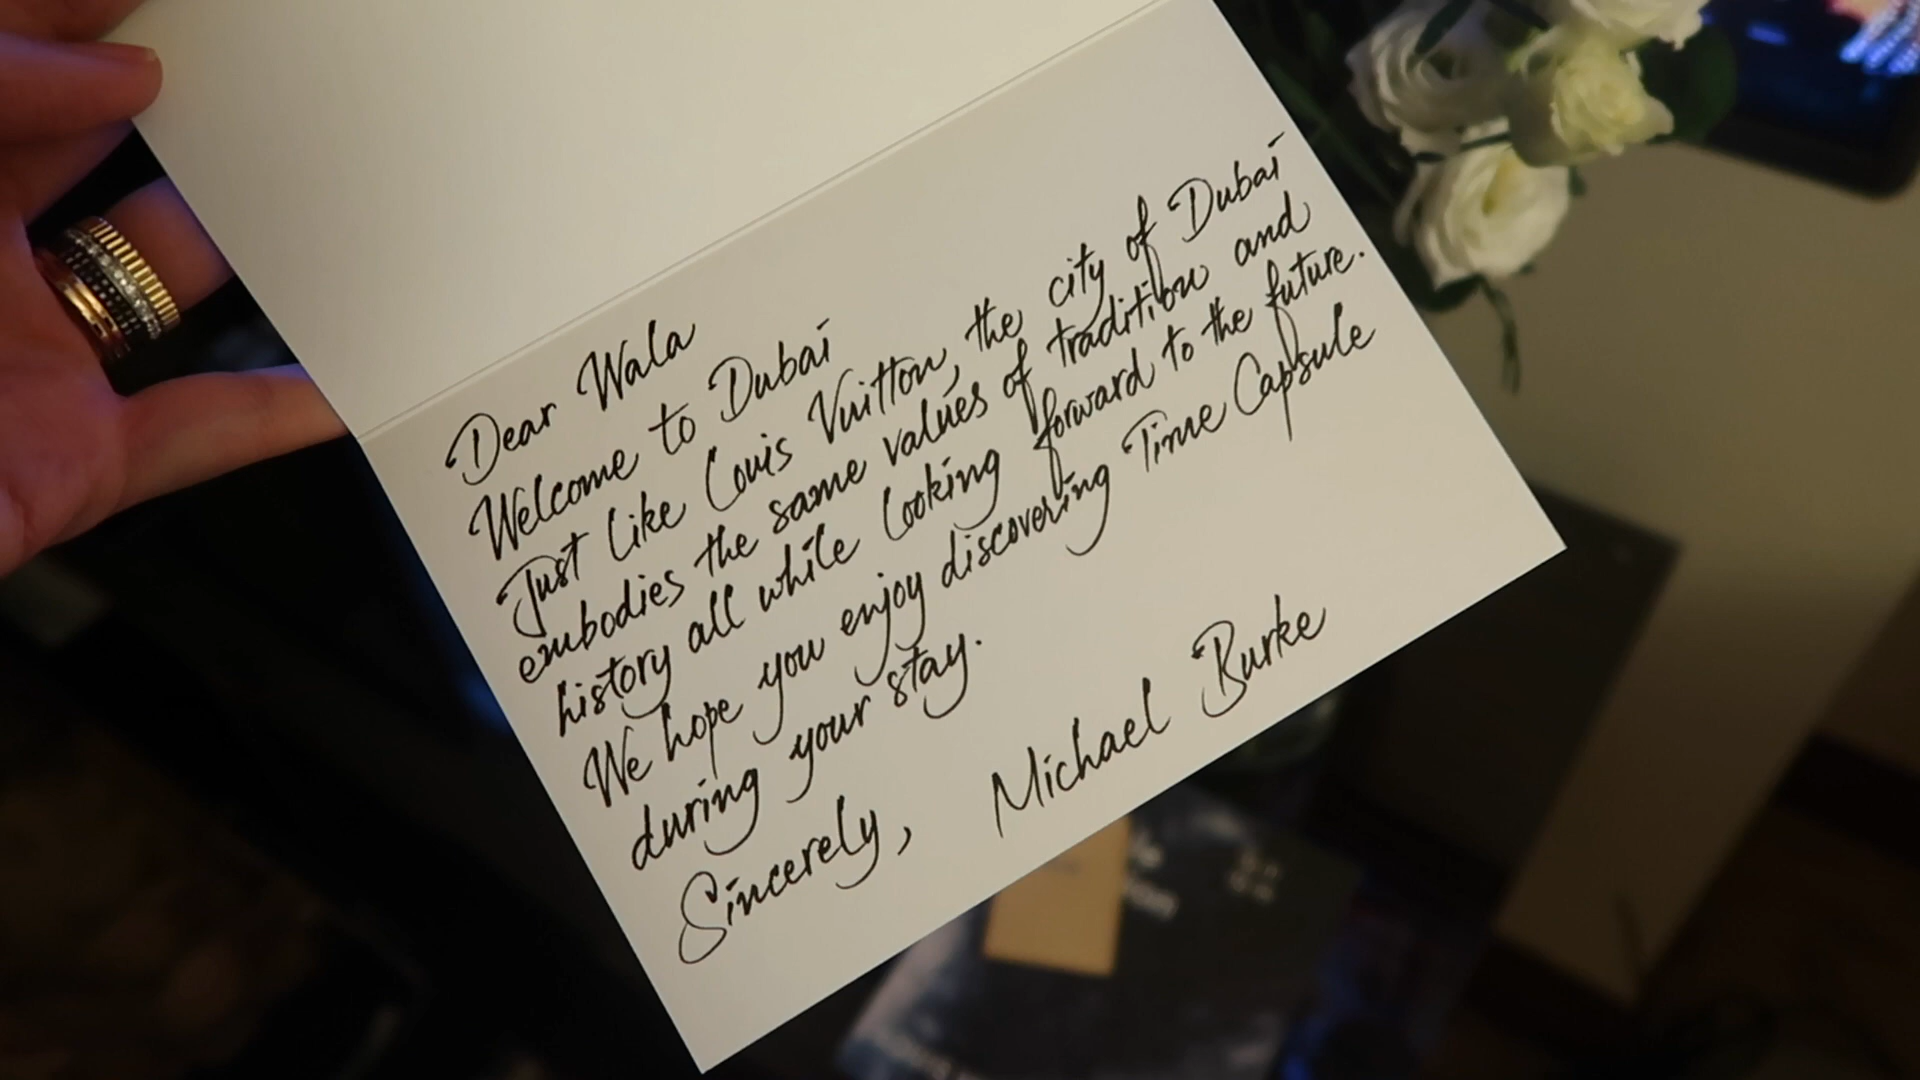 Dear Wala
Welcome to Dubai
Just like Louis Vuitton, the city of Dubai
embodies the same values of tradition and
history all while looking forward to the future.
We hope you enjoy discovering Time Capsule
during your stay.
Sincerely, Michael Burke